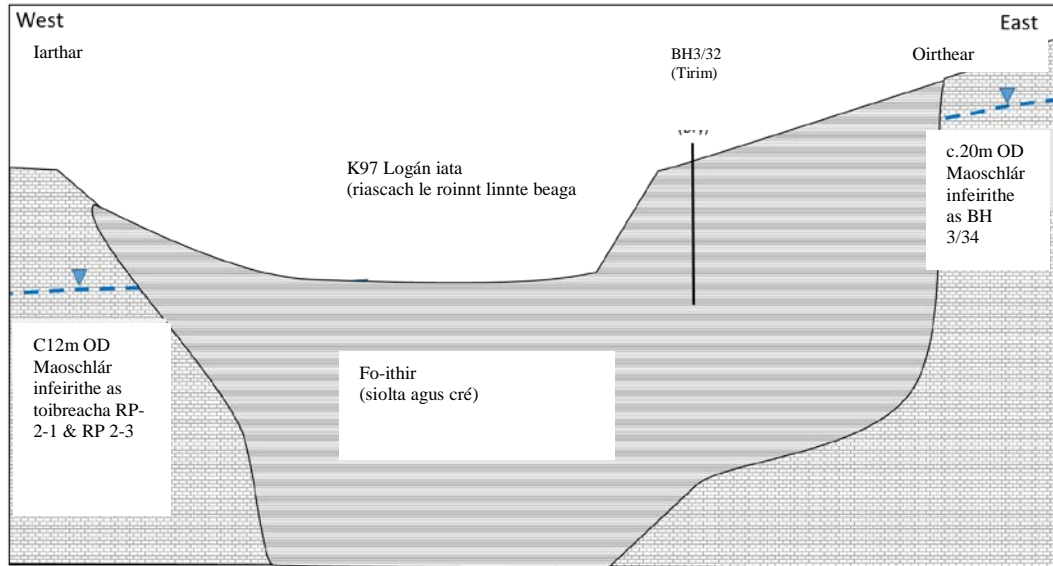 West
East
Iarthar
BH3/32
(Tirim)
Oirthear
K97 Logán iata
(riascach le roinnt linnte beaga
c.20m OD
Maoschlár
infeirithe
as BH
3/34
C12m OD
Maoschlár
infeirithe as
toibreacha RP-
2-1 & RP 2-3
Fo-ithir
(siolta agus cré)